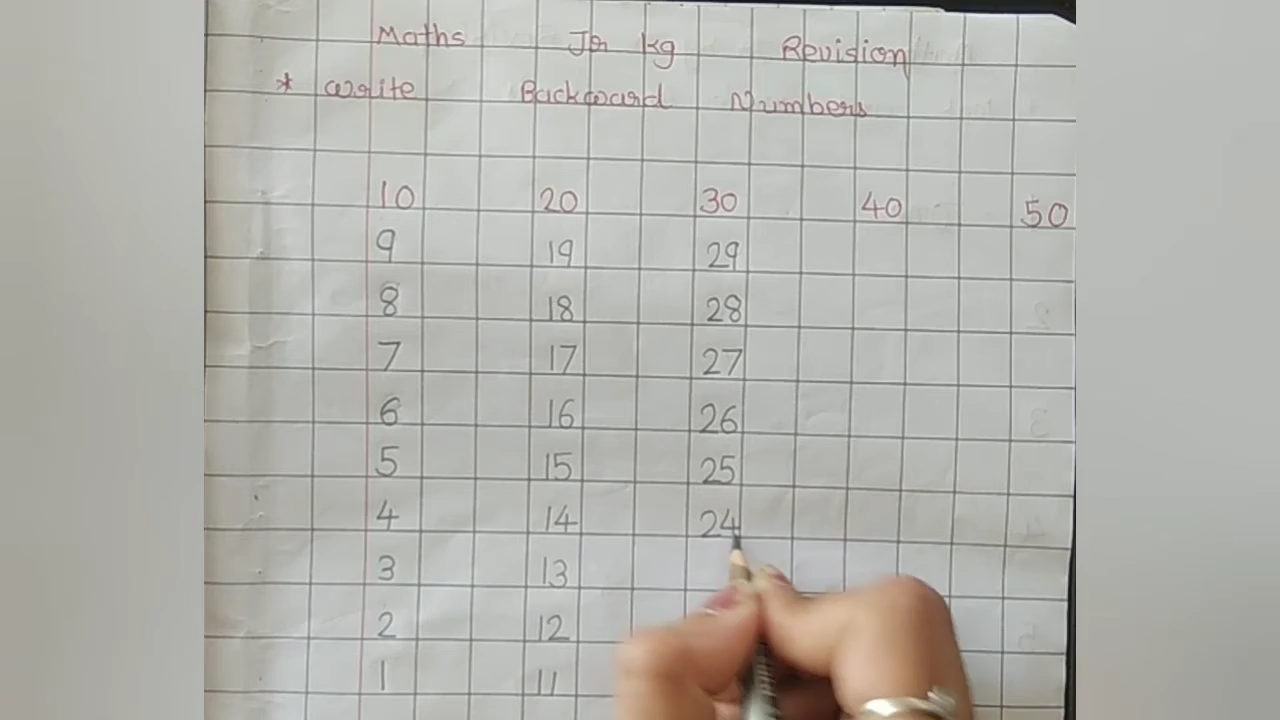 Maths Jr kg Revision
* Write Backward Numbers
10 20 30 40 50
9 19 29
8 18 28
7 17 27
6 16 26
5 15 25
4 14 24
3 13
2 12
1 11